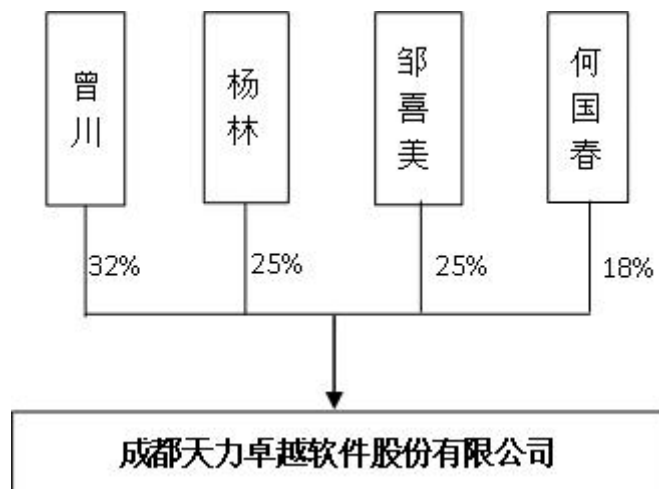 曾川
杨林
邹喜美
何国春
32%
25%
25%
18%
成都天力卓越软件股份有限公司